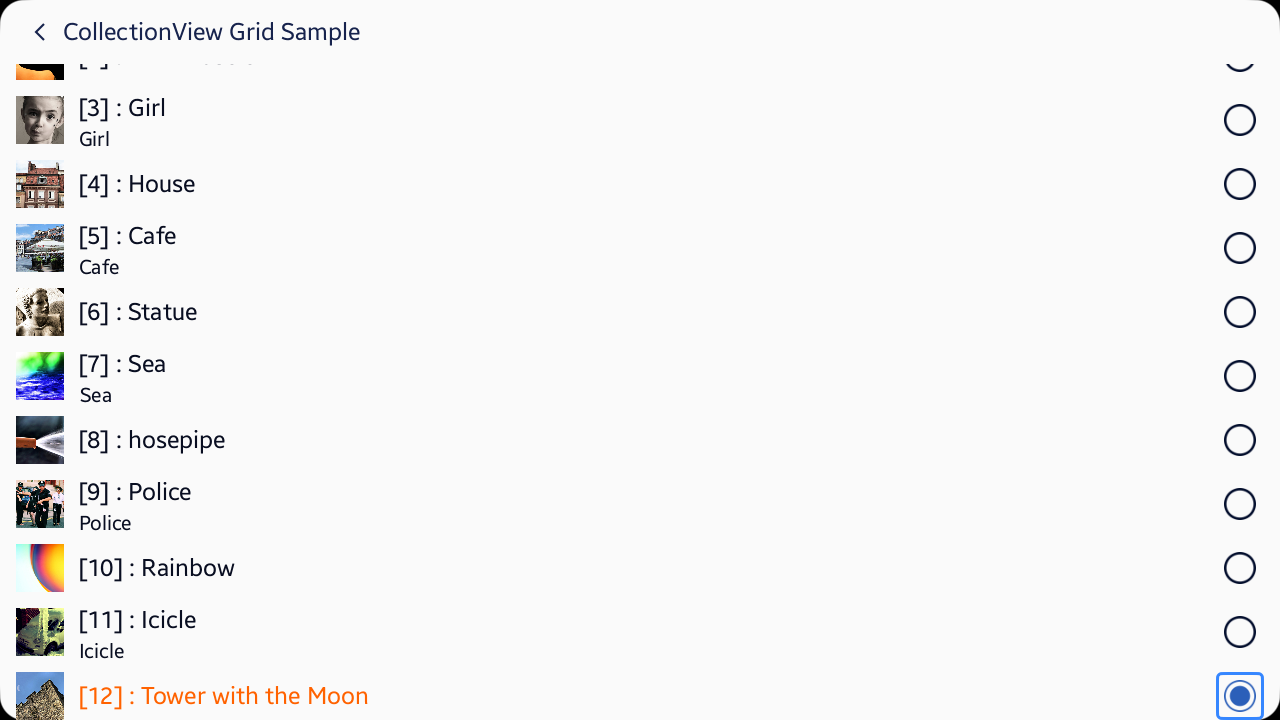 CollectionView Grid Sample
[3] : Girl
Girl
[4] : House
[5] : Cafe
Cafe
[6] : Statue
[7] : Sea
Sea
[8] : hosepipe
[9] : Police
Police
[10] : Rainbow
[11] : Icicle
Icicle
[12] : Tower with the Moon